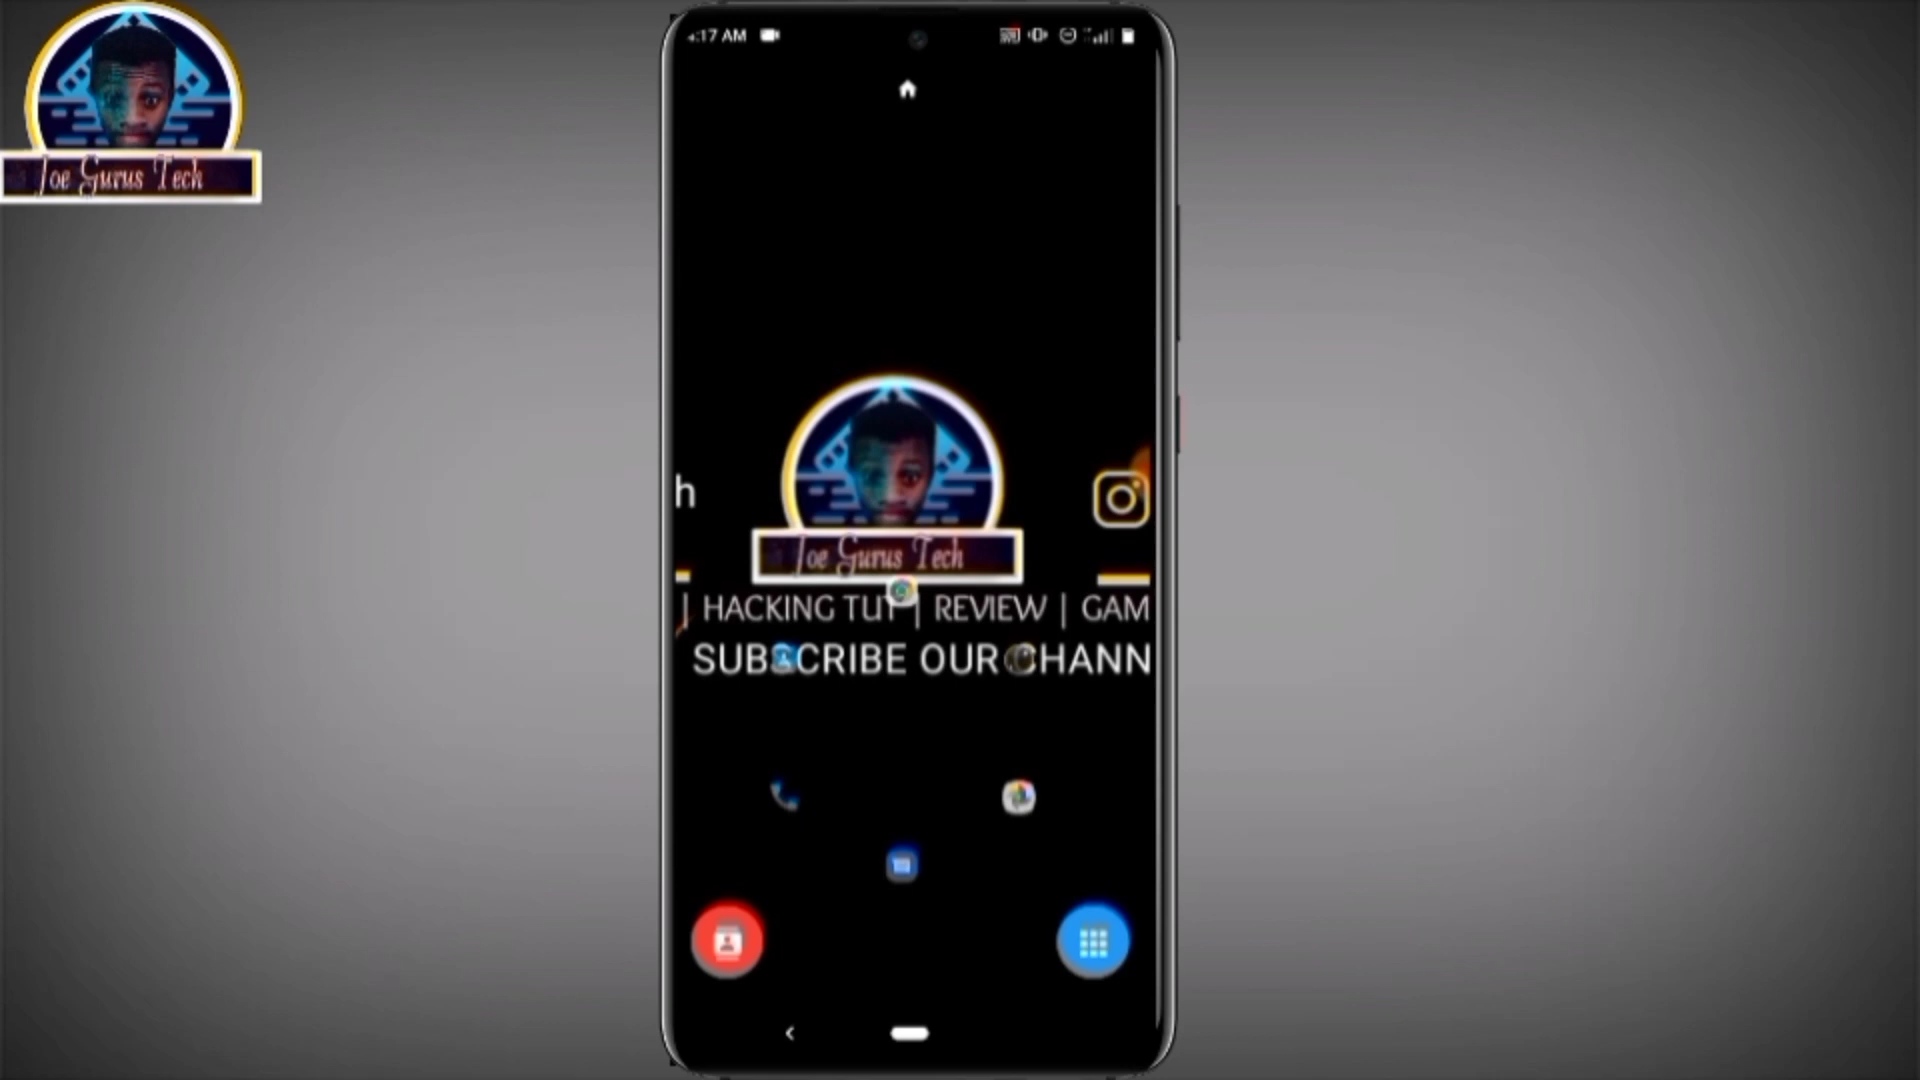 Joe Gurus Tech
4:17 AM
h
Joe Gurus Tech
| HACKING TUT | REVIEW | GAM
SUBSCRIBE OUR CHANN